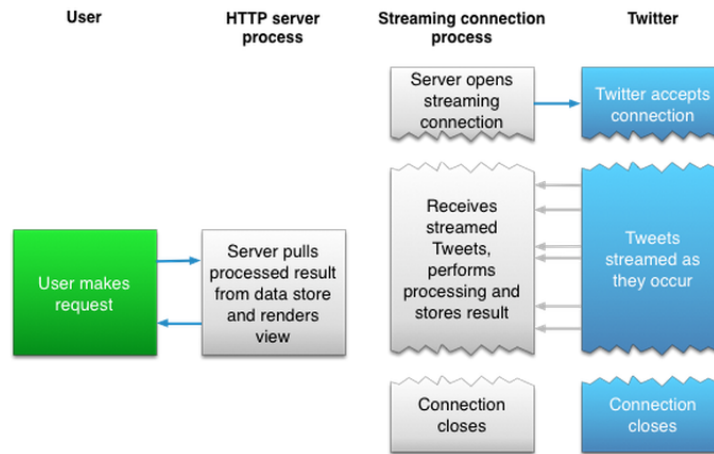 User
HTTP server
process
Streaming connection
process
Twitter
Server opens
streaming
connection
Twitter accepts
connection
User makes
request
Server pulls
processed result
from data store
and renders
view
Receives
streamed
Tweets,
performs
processing and
stores result
Tweets
streamed as
they occur
Connection
closes
Connection
closes